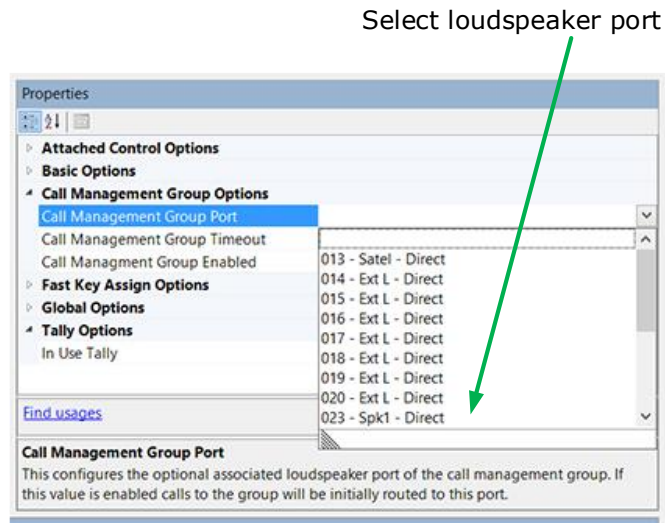 Select loudspeaker port
Properties
Attached Control Options
Basic Options
Call Management Group Options
Call Management Group Port
Call Management Group Timeout
Call Managment Group Enabled
Fast Key Assign Options
Global Options
Tally Options
In Use Tally
013 - Satel - Direct
014 - Ext L - Direct
015 - Ext L - Direct
016 - Ext L - Direct
017 - Ext L - Direct
018 - Ext L - Direct
019 - Ext L - Direct
020 - Ext L - Direct
023 - Spk1 - Direct
Find usages
Call Management Group Port
This configures the optional associated loudspeaker port of the call management group. If
this value is enabled calls to the group will be initially routed to this port.